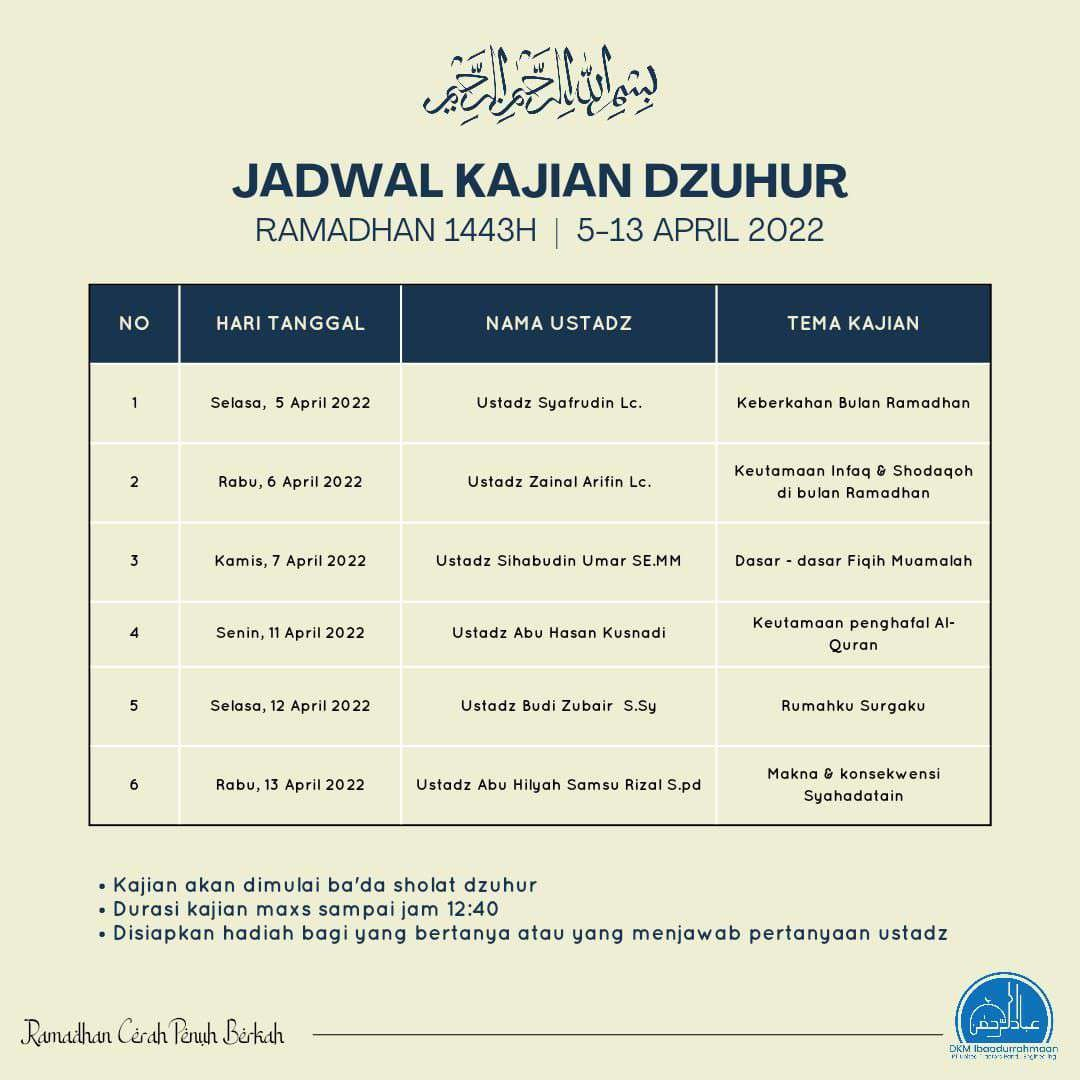 بسم الله الرحمن الرحيم
JADWAL KAJIAN DZUHUR
RAMADHAN 1443H | 5-13 APRIL 2022
NO HARI TANGGAL NAMA USTADZ TEMA KAJIAN
1 Selasa, 5 April 2022 Ustadz Syafrudin Lc. Keberkahan Bulan Ramadhan
2 Rabu, 6 April 2022 Ustadz Zainal Arifin Lc. Keutamaan Infaq & Shodaqoh
di bulan Ramadhan
3 Kamis, 7 April 2022 Ustadz Sihabudin Umar SE.MM Dasar - dasar Fiqih Muamalah
4 Senin, 11 April 2022 Ustadz Abu Hasan Kusnadi Keutamaan penghafal Al-
Quran
5 Selasa, 12 April 2022 Ustadz Budi Zubair S.Sy Rumahku Surgaku
6 Rabu, 13 April 2022 Ustadz Abu Hilyah Samsu Rizal S.pd Makna & konsekwensi
Syahadatain
• Kajian akan dimulai ba'da sholat dzuhur
• Durasi kajian maxs sampai jam 12:40
• Disiapkan hadiah bagi yang bertanya atau yang menjawab pertanyaan ustadz
Ramadhan Cerah Penuh Berkah
عباد الرحمن
DKM Ibaadurrahmaan
Engineering